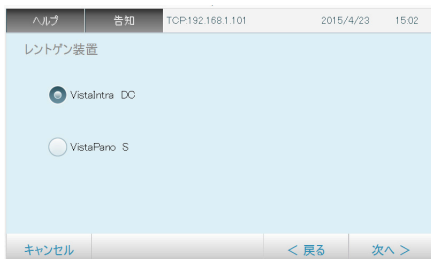 ヘルプ 告知 TCP:192.168.1.101 2015/4/23 15:02
レントゲン装置
VistaIntra DC
VistaPano S
キャンセル < 戻る 次へ >